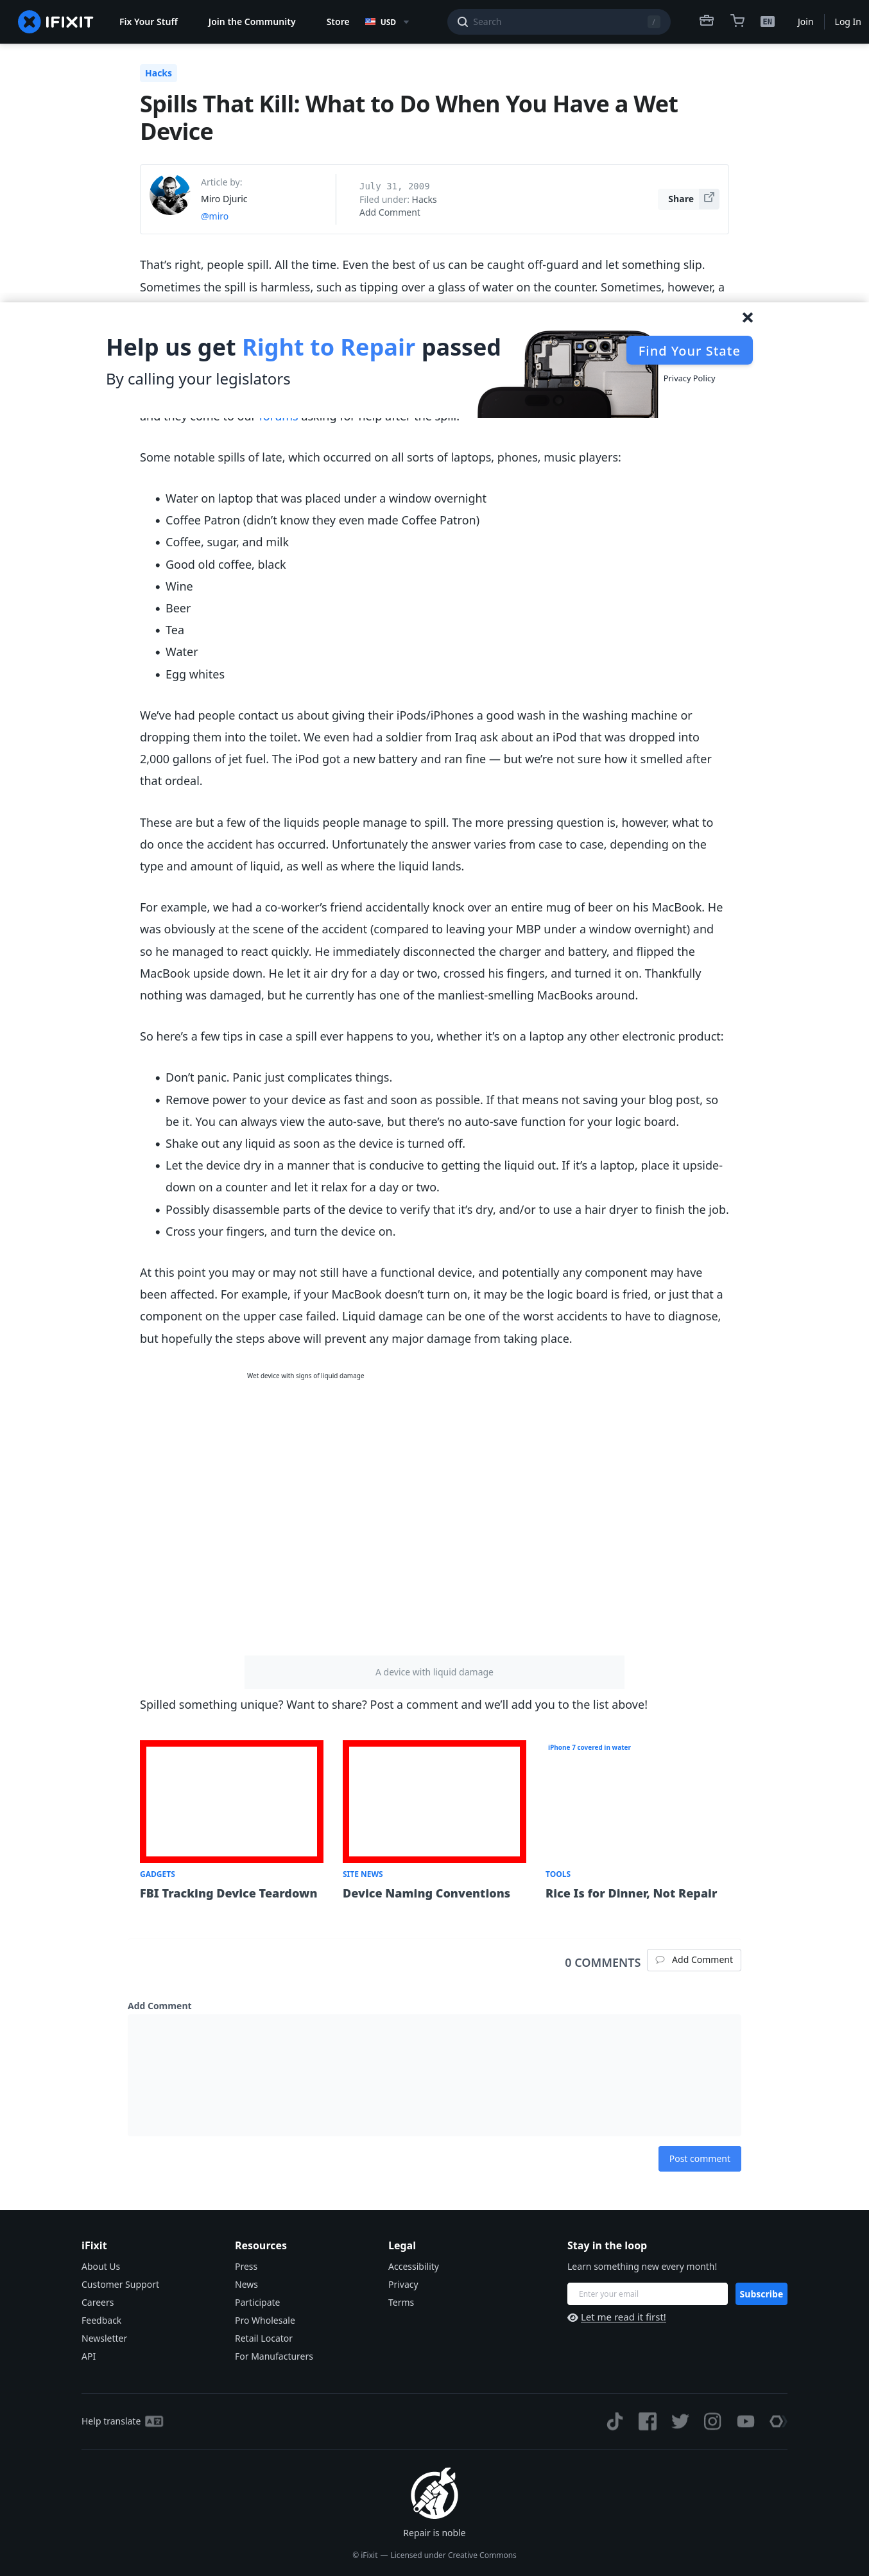 IFIXIT
Fix Your Stuff
Join the Community
Store
USD
Search
/
EN
Join
Log In
Hacks
Spills That Kill: What to Do When You Have a Wet
Device
Article by:
Miro Djuric
@miro
July 31, 2009
Filed under: Hacks
Add Comment
Share
That’s right, people spill. All the time. Even the best of us can be caught off-guard and let something slip.
Sometimes the spill is harmless, such as tipping over a glass of water on the counter. Sometimes, however, a
Help us get Right to Repair passed
By calling your legislators
Find Your State
Privacy Policy
and they come to our forums asking for help after the spill.
Some notable spills of late, which occurred on all sorts of laptops, phones, music players:
• Water on laptop that was placed under a window overnight
• Coffee Patron (didn’t know they even made Coffee Patron)
• Coffee, sugar, and milk
• Good old coffee, black
• Wine
• Beer
• Tea
• Water
• Egg whites
We’ve had people contact us about giving their iPods/iPhones a good wash in the washing machine or
dropping them into the toilet. We even had a soldier from Iraq ask about an iPod that was dropped into
2,000 gallons of jet fuel. The iPod got a new battery and ran fine — but we’re not sure how it smelled after
that ordeal.
These are but a few of the liquids people manage to spill. The more pressing question is, however, what to
do once the accident has occurred. Unfortunately the answer varies from case to case, depending on the
type and amount of liquid, as well as where the liquid lands.
For example, we had a co-worker’s friend accidentally knock over an entire mug of beer on his MacBook. He
was obviously at the scene of the accident (compared to leaving your MBP under a window overnight) and
so he managed to react quickly. He immediately disconnected the charger and battery, and flipped the
MacBook upside down. He let it air dry for a day or two, crossed his fingers, and turned it on. Thankfully
nothing was damaged, but he currently has one of the manliest-smelling MacBooks around.
So here’s a few tips in case a spill ever happens to you, whether it’s on a laptop any other electronic product:
• Don’t panic. Panic just complicates things.
• Remove power to your device as fast and soon as possible. If that means not saving your blog post, so
be it. You can always view the auto-save, but there’s no auto-save function for your logic board.
• Shake out any liquid as soon as the device is turned off.
• Let the device dry in a manner that is conducive to getting the liquid out. If it’s a laptop, place it upside-
down on a counter and let it relax for a day or two.
• Possibly disassemble parts of the device to verify that it’s dry, and/or to use a hair dryer to finish the job.
• Cross your fingers, and turn the device on.
At this point you may or may not still have a functional device, and potentially any component may have
been affected. For example, if your MacBook doesn’t turn on, it may be the logic board is fried, or just that a
component on the upper case failed. Liquid damage can be one of the worst accidents to have to diagnose,
but hopefully the steps above will prevent any major damage from taking place.
Wet device with signs of liquid damage
A device with liquid damage
Spilled something unique? Want to share? Post a comment and we’ll add you to the list above!
iPhone 7 covered in water
GADGETS
FBI Tracking Device Teardown
SITE NEWS
Device Naming Conventions
TOOLS
Rice Is for Dinner, Not Repair
0 COMMENTS
Add Comment
Add Comment
Post comment
iFixit
About Us
Customer Support
Careers
Feedback
Newsletter
API
Resources
Press
News
Participate
Pro Wholesale
Retail Locator
For Manufacturers
Legal
Accessibility
Privacy
Terms
Stay in the loop
Learn something new every month!
Enter your email
Subscribe
Let me read it first!
Help translate
Repair is noble
© iFixit — Licensed under Creative Commons